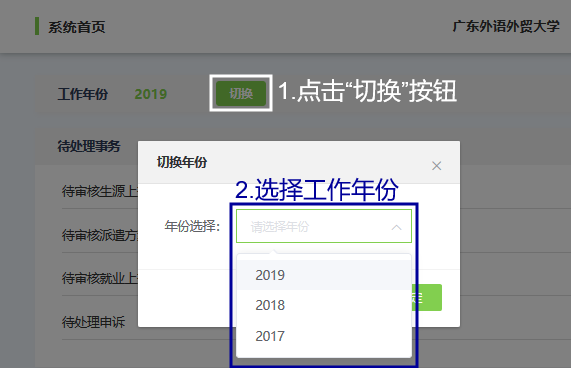 系统首页 广东外语外贸大学
工作年份 2019 切换 1.点击“切换”按钮
待处理事务
切换年份
×
2.选择工作年份
待审核生源上
年份选择： 请选择年份
待审核派遣方
2019
待审核就业上
定
2018
待处理申诉
2017